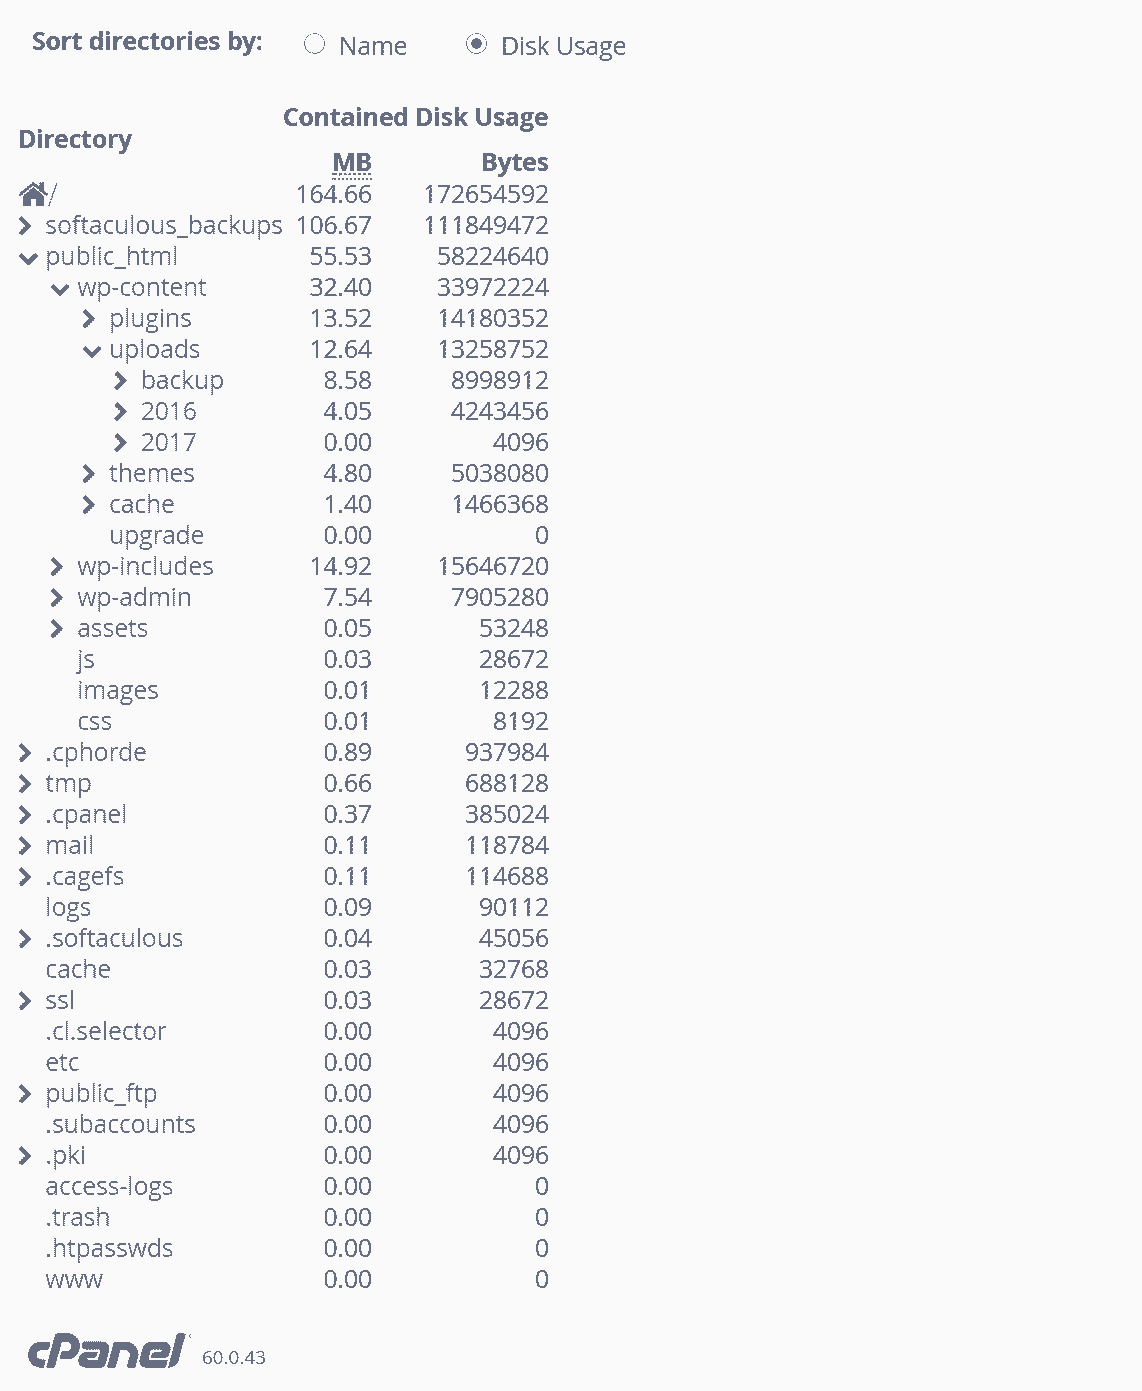 Sort directories by: Name Disk Usage
Contained Disk Usage
Directory
MB Bytes
/ 164.66 172654592
softaculous_backups 106.67 111849472
public_html 55.53 58224640
wp-content 32.40 33972224
plugins 13.52 14180352
uploads 12.64 13258752
backup 8.58 8998912
2016 4.05 4243456
2017 0.00 4096
themes 4.80 5038080
cache 1.40 1466368
upgrade 0.00 0
wp-includes 14.92 15646720
wp-admin 7.54 7905280
assets 0.05 53248
js 0.03 28672
images 0.01 12288
css 0.01 8192
.cphorde 0.89 937984
tmp 0.66 688128
.cpanel 0.37 385024
mail 0.11 118784
.cagefs 0.11 114688
logs 0.09 90112
.softaculous 0.04 45056
cache 0.03 32768
ssl 0.03 28672
.cl.selector 0.00 4096
etc 0.00 4096
public_ftp 0.00 4096
.subaccounts 0.00 4096
.pki 0.00 4096
access-logs 0.00 0
.trash 0.00 0
.htpasswds 0.00 0
www 0.00 0
cPanel 60.0.43